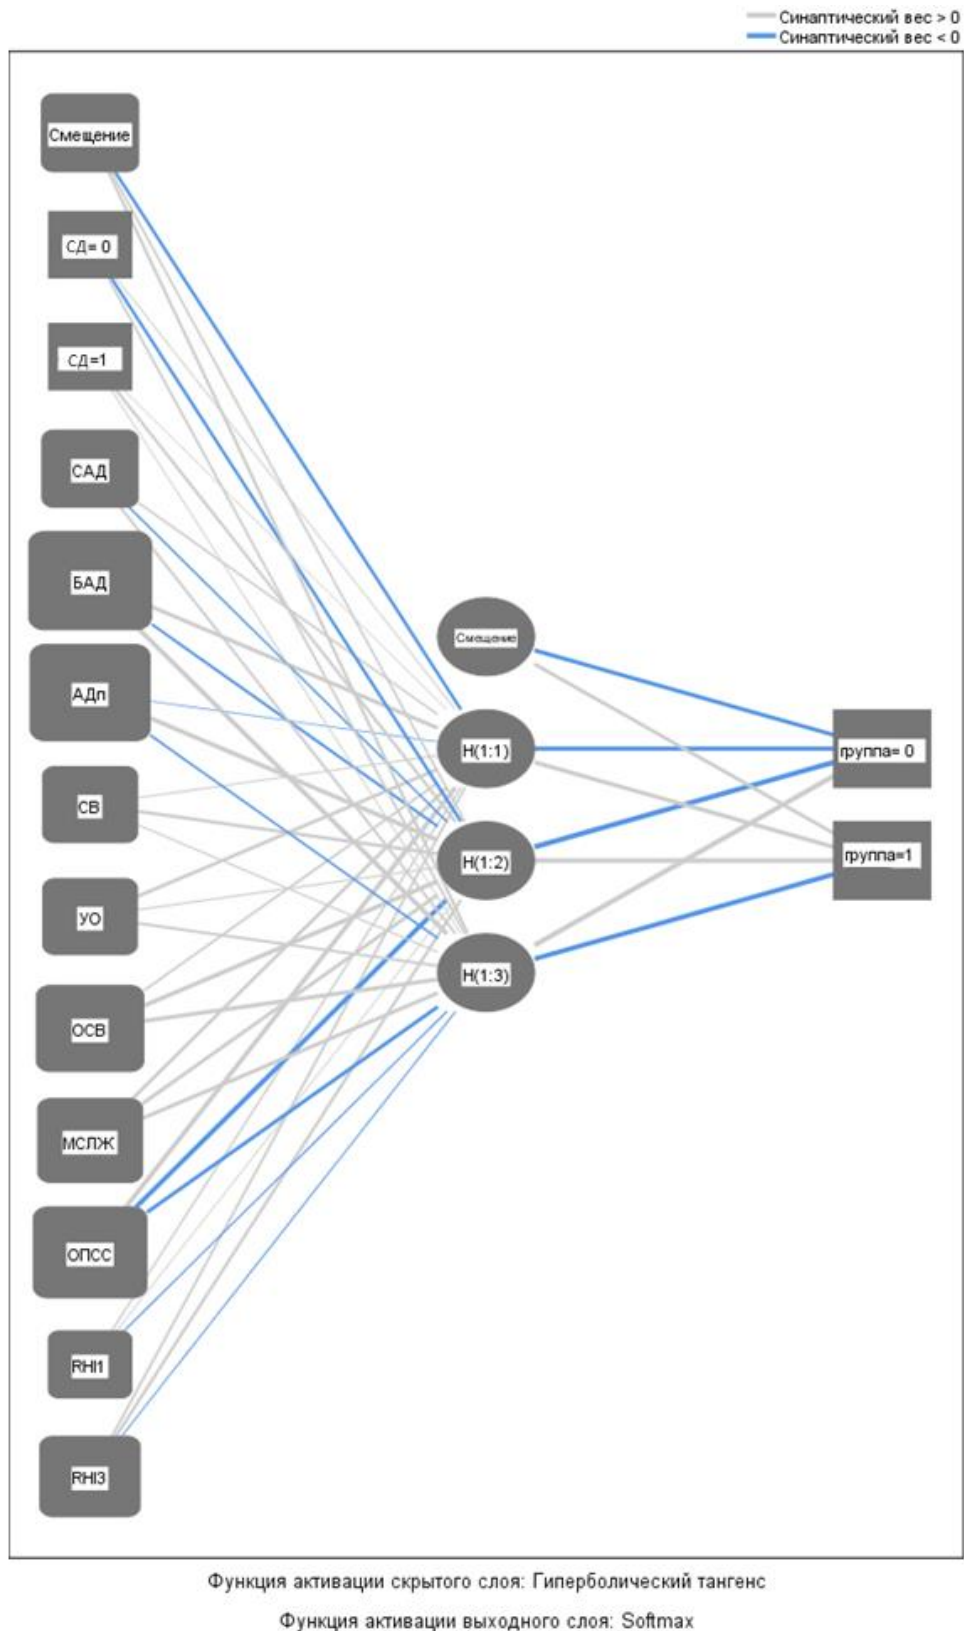 Синаптический вес > 0
Синаптический вес < 0
Смещение
СД= 0
СД=1
САД
БАД
АДп
СВ
УО
ОСВ
МСЛЖ
ОПСС
RHI1
RHI3
Смещение
H(1:1)
H(1:2)
H(1:3)
группа= 0
группа=1
Функция активации скрытого слоя: Гиперболический тангенс
Функция активации выходного слоя: Softmax